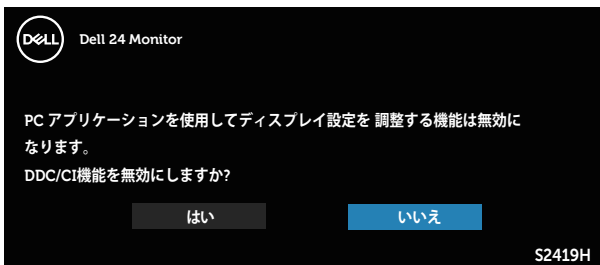 DELL
Dell 24 Monitor
PC アプリケーションを使用してディスプレイ設定を 調整する機能は無効に
なります。
DDC/CI機能を無効にしますか?
はい いいえ
S2419H